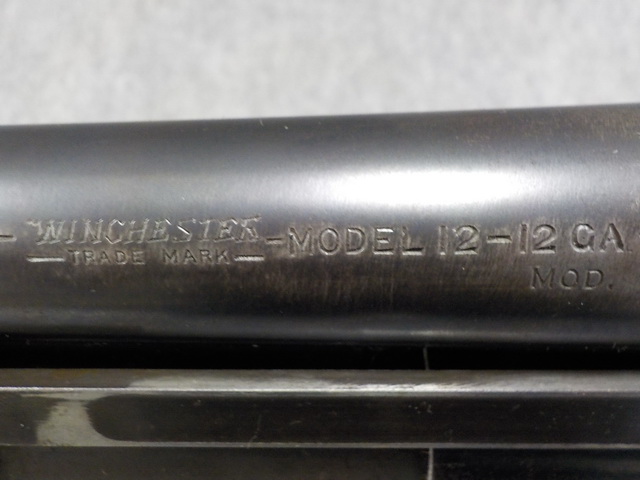 - WINCHESTER -MODEL 12-12 GA
—TRADE MARK—
MOD.